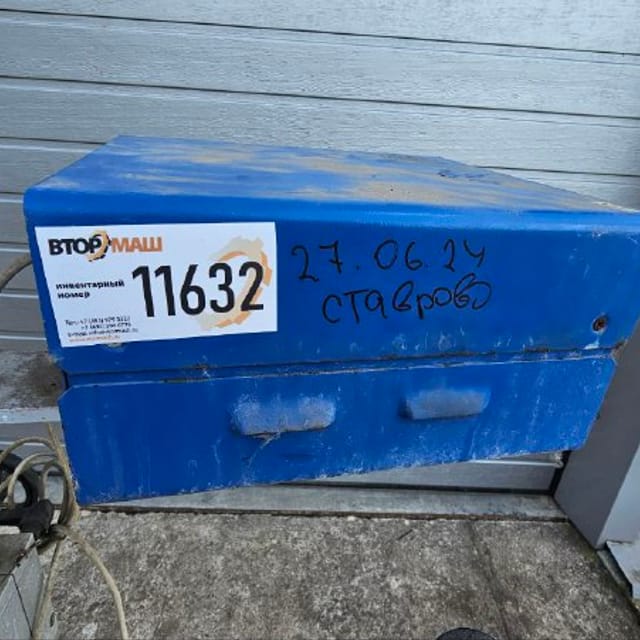 ВТОРМАШ
инвентарный
номер
11632
27.06.24
Ставрово